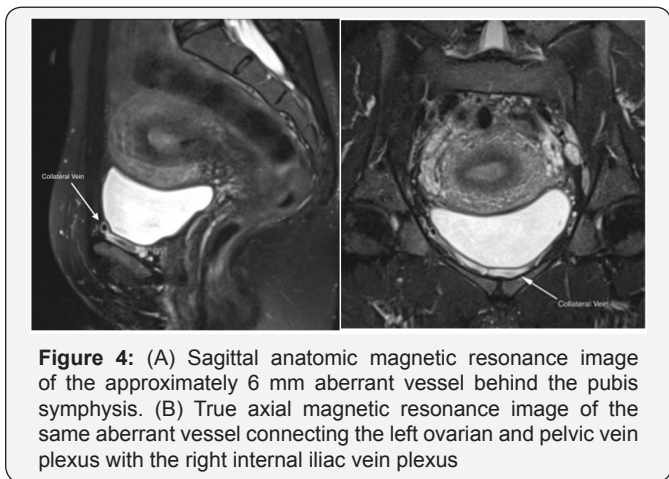 Collateral Vein
Collateral Vein
Figure 4: (A) Sagittal anatomic magnetic resonance image
of the approximately 6 mm aberrant vessel behind the pubis
symphysis. (B) True axial magnetic resonance image of the
same aberrant vessel connecting the left ovarian and pelvic vein
plexus with the right internal iliac vein plexus